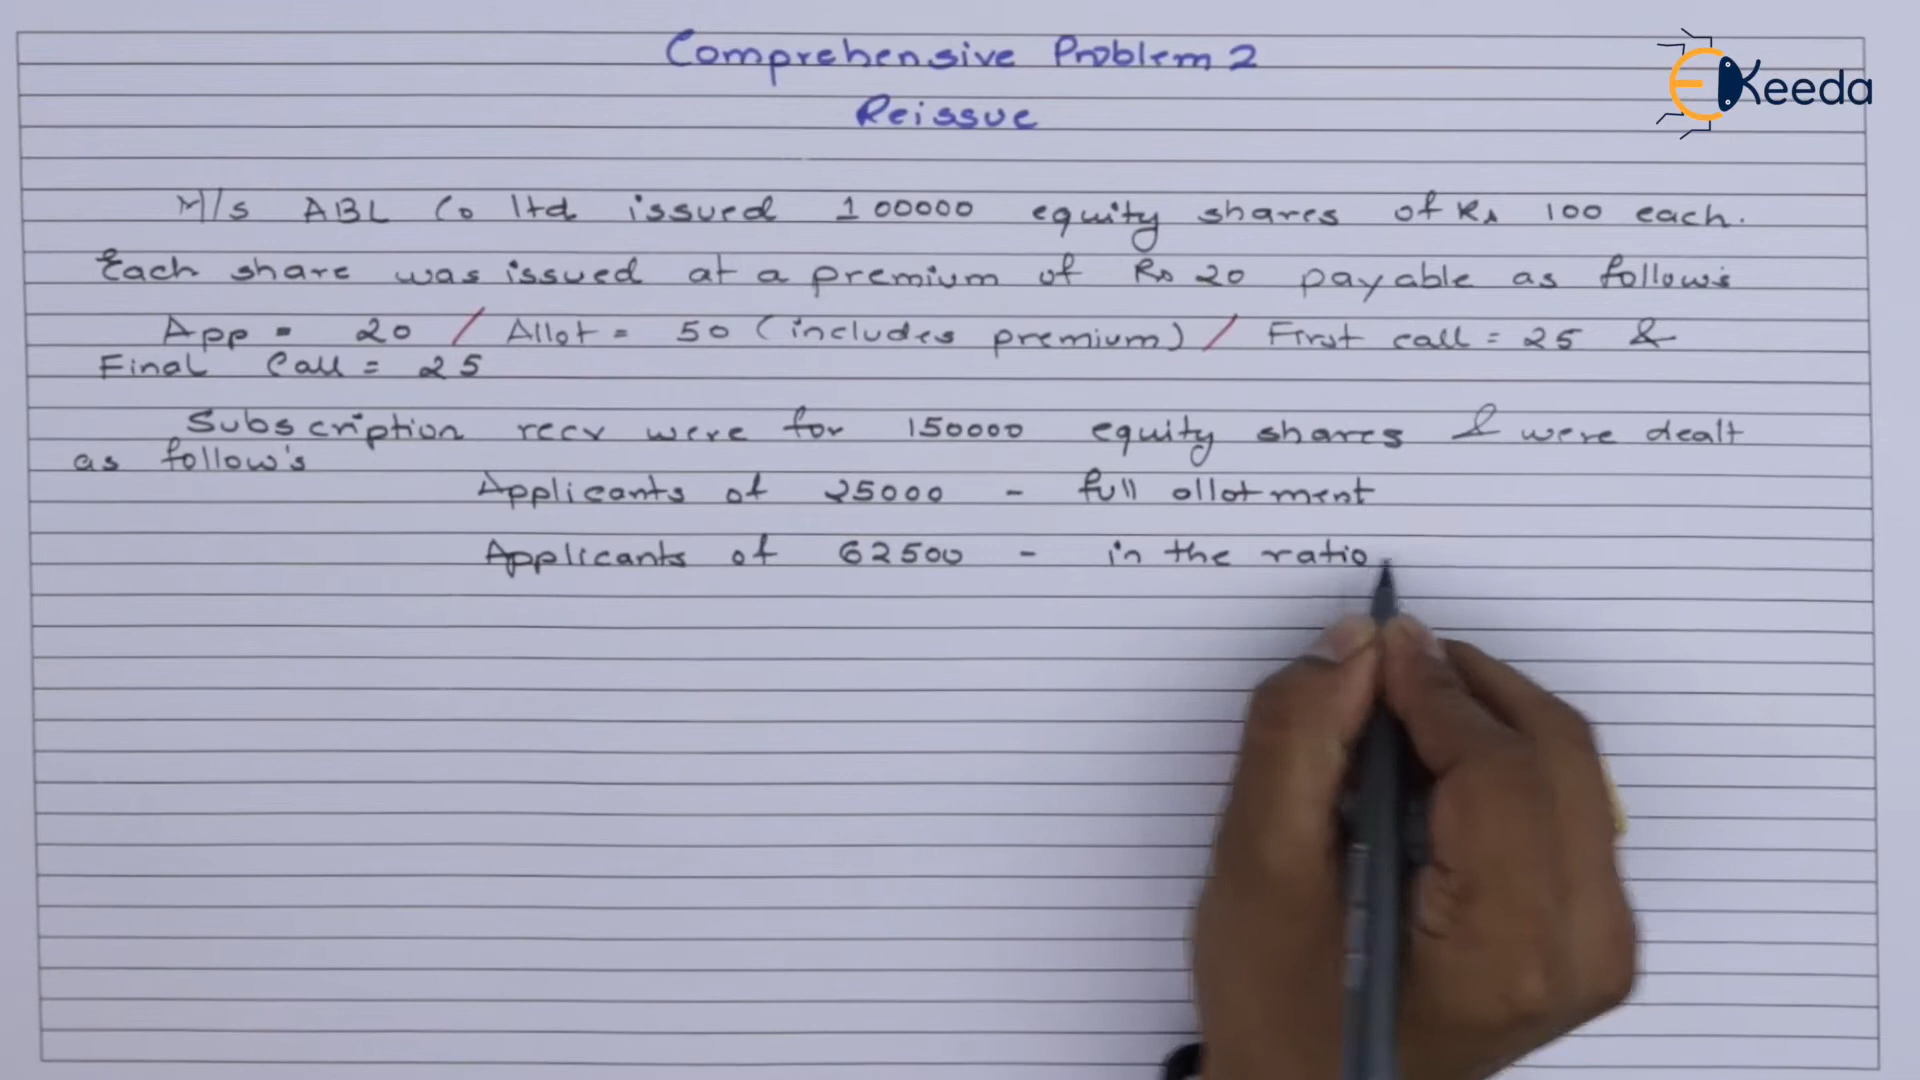 Comprehensive Problem 2
EKeeda
Reissue
M/s ABL Co ltd issued 100000 equity shares of Rs 100 each.
Each share was issued at a premium of Rs 20 payable as follow's
App = 20 / Allot = 50 (includes premium) / First call = 25 &
Final Call = 25
Subscription recv were for 150000 equity shares & were dealt
as follow's
Applicants of 25000 - full allotment
Applicants of 62500 - in the ratio